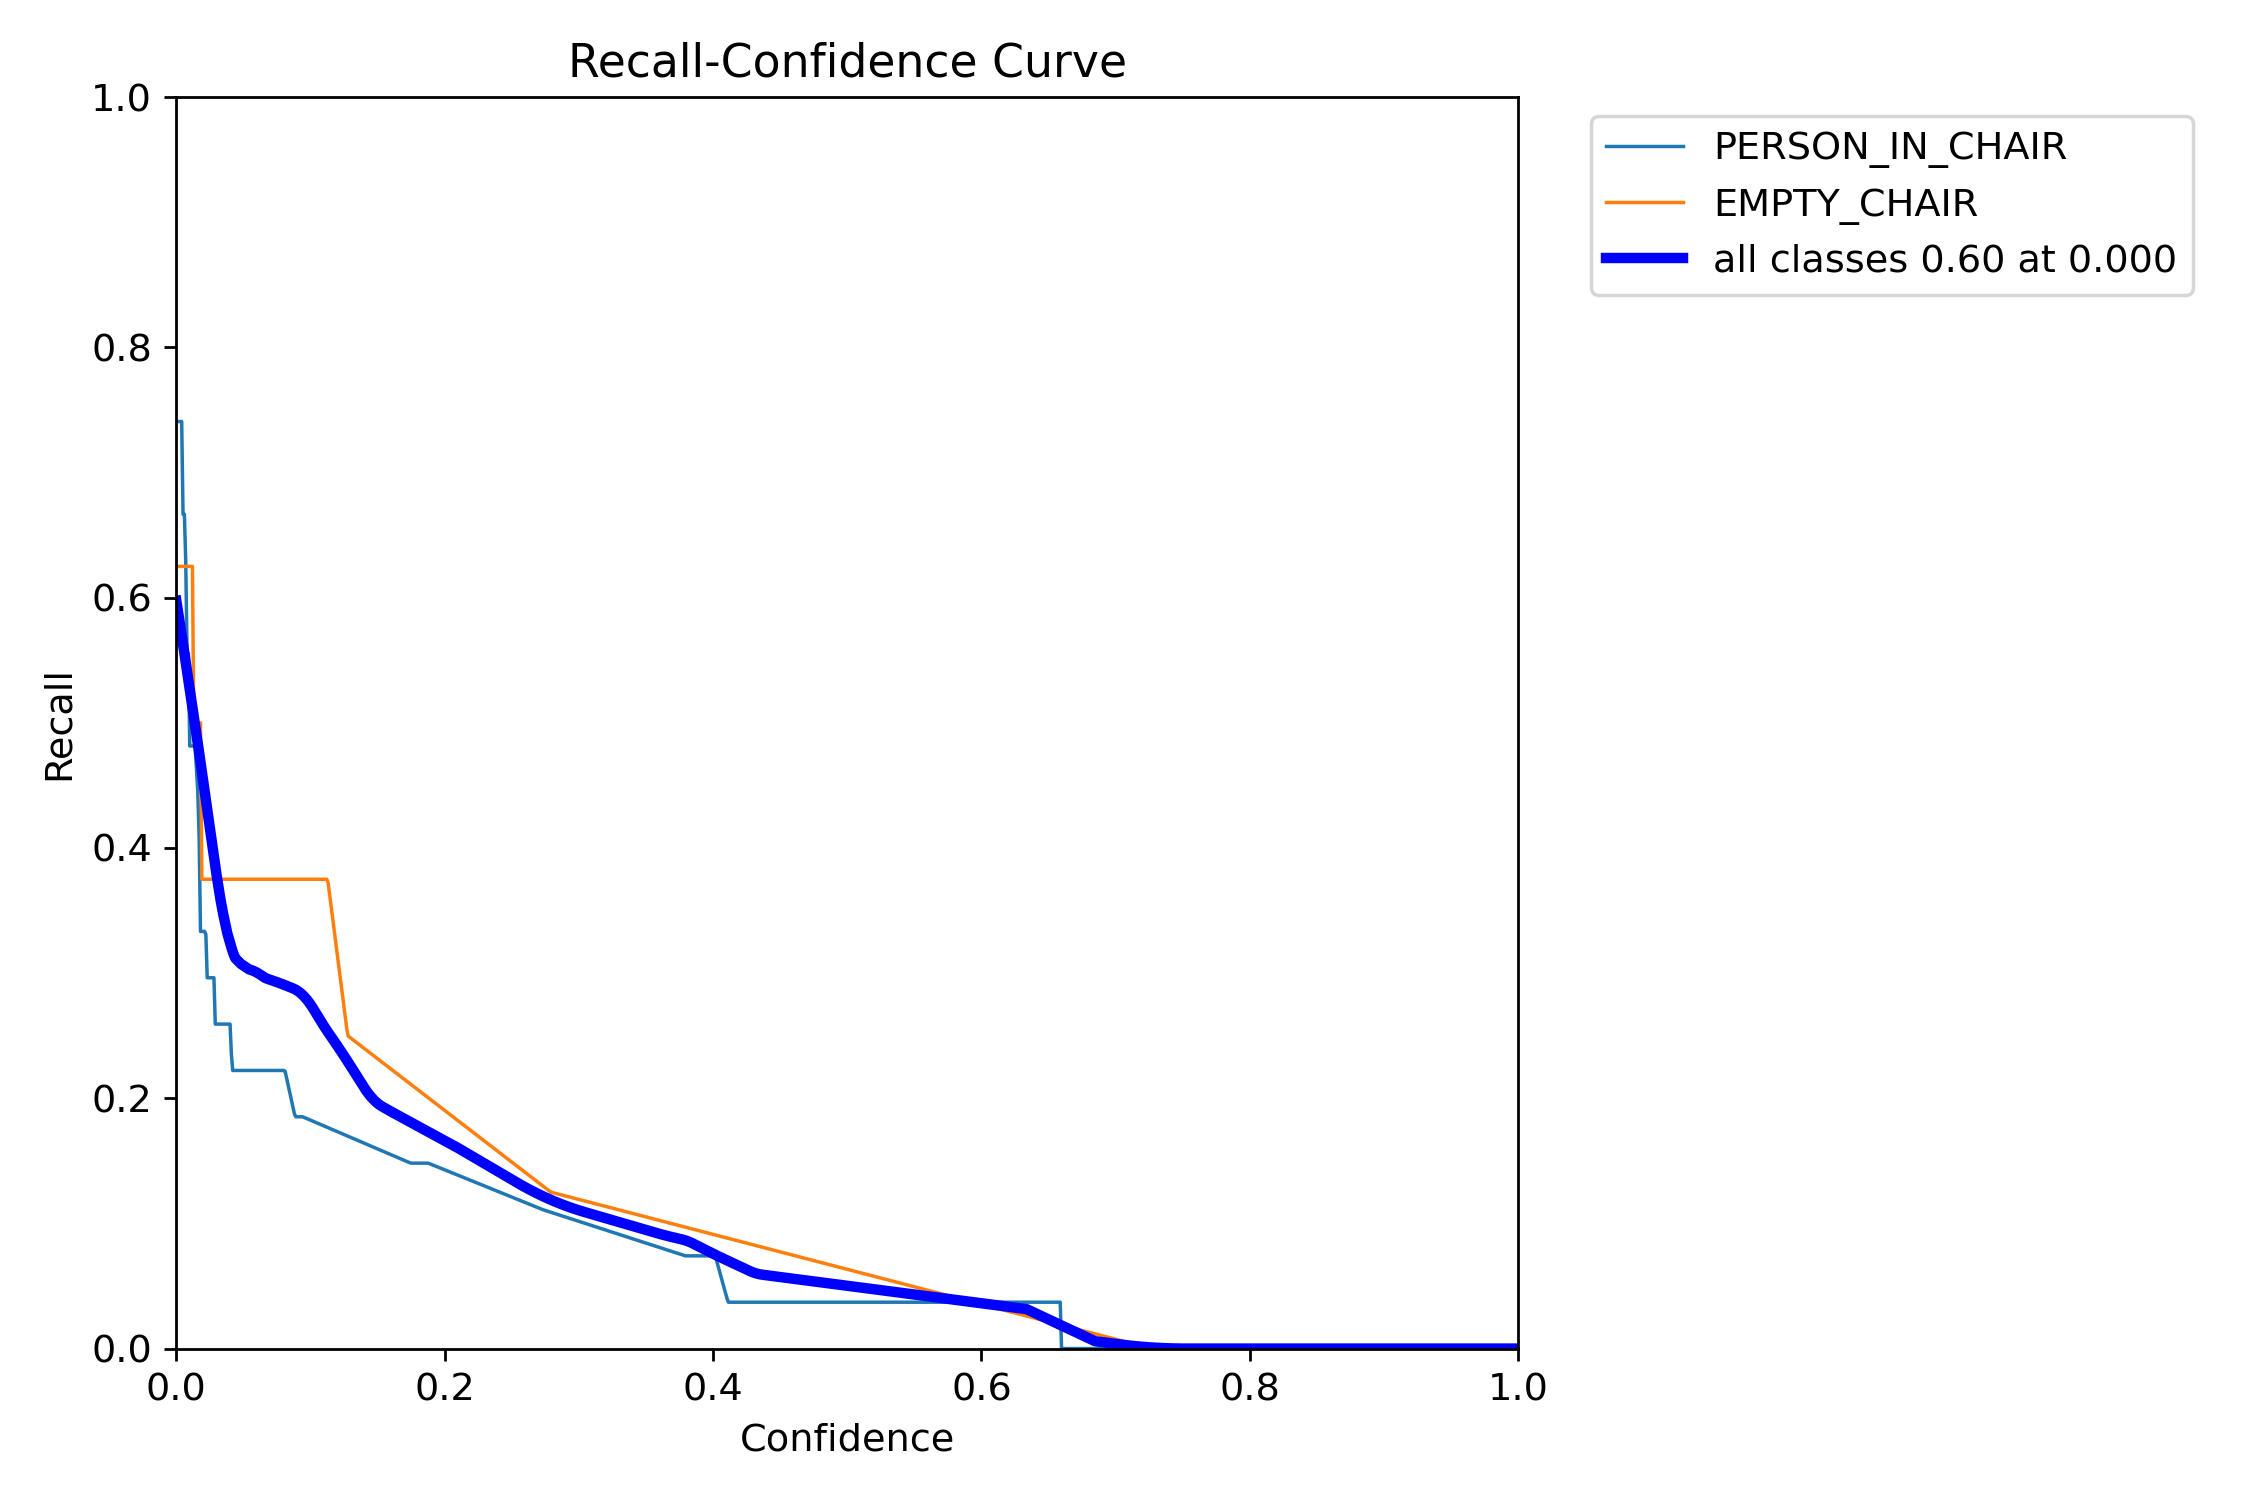 Recall-Confidence Curve
1.0
0.8
0.6
0.4
0.2
0.0
Recall
0.0 0.2 0.4 0.6 0.8 1.0
Confidence
PERSON_IN_CHAIR
EMPTY_CHAIR
all classes 0.60 at 0.000